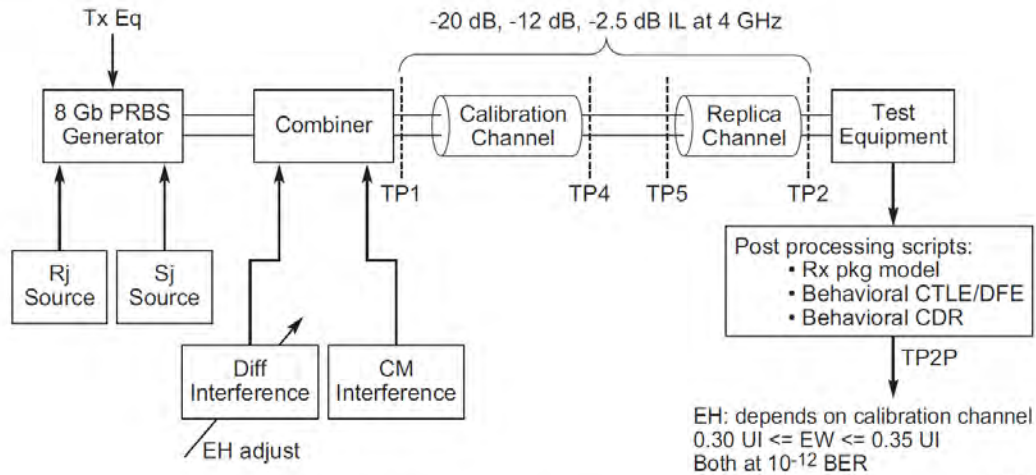 -20 dB, -12 dB, -2.5 dB IL at 4 GHz
Tx Eq
8 Gb PRBS
Generator
Combiner
Calibration
Channel
Replica
Channel
Test
Equipment
TP1
TP4
TP5
TP2
Rj
Source
Sj
Source
Post processing scripts:
• Rx pkg model
• Behavioral CTLE/DFE
• Behavioral CDR
Diff
Interference
CM
Interference
TP2P
EH adjust
EH: depends on calibration channel
0.30 UI <= EW <= 0.35 UI
Both at 10-12 BER